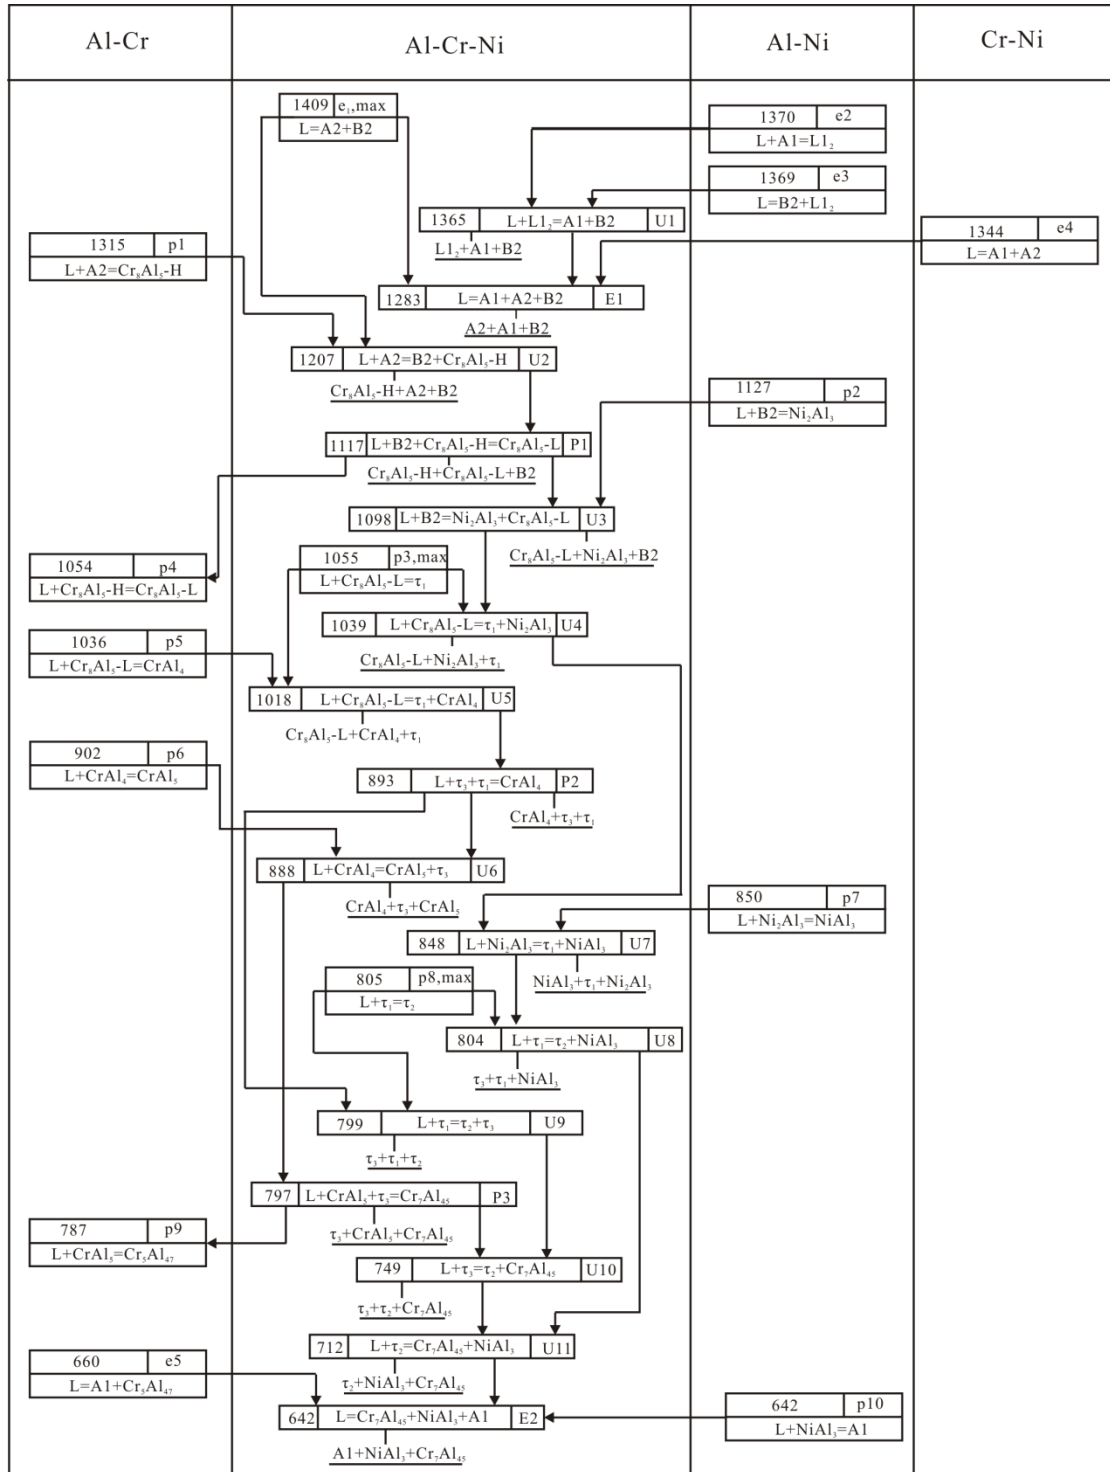 Al-Cr
Al-Cr-Ni
Al-Ni
Cr-Ni
1409 e₁,max
L=A2+B2
1370 e2
L+A1=L1₂
1369 e3
L=B2+L1₂
1365 L+L1₂=A1+B2 U1
L1₂+A1+B2
1344 e4
L=A1+A2
1315 p1
L+A2=Cr₈Al₅-H
1283 L=A1+A2+B2 E1
A2+A1+B2
1207 L+A2=B2+Cr₈Al₅-H U2
Cr₈Al₅-H+A2+B2
1127 p2
L+B2=Ni₂Al₃
1117 L+B2+Cr₈Al₅-H=Cr₈Al₅-L P1
Cr₈Al₅-H+Cr₈Al₅-L+B2
1098 L+B2=Ni₂Al₃+Cr₈Al₅-L U3
Cr₈Al₅-L+Ni₂Al₃+B2
1055 p3,max
L+Cr₈Al₅-L=τ₁
1054 p4
L+Cr₈Al₅-H=Cr₈Al₅-L
1039 L+Cr₈Al₅-L=τ₁+Ni₂Al₃ U4
Cr₈Al₅-L+Ni₂Al₃+τ₁
1036 p5
L+Cr₈Al₅-L=CrAl₄
1018 L+Cr₈Al₅-L=τ₁+CrAl₄ U5
Cr₈Al₅-L+CrAl₄+τ₁
902 p6
L+CrAl₄=CrAl₅
893 L+τ₃+τ₁=CrAl₄ P2
CrAl₄+τ₃+τ₁
888 L+CrAl₄=CrAl₅+τ₃ U6
CrAl₄+τ₃+CrAl₅
850 p7
L+Ni₂Al₃=NiAl₃
848 L+Ni₂Al₃=τ₁+NiAl₃ U7
NiAl₃+τ₁+Ni₂Al₃
805 p8,max
L+τ₁=τ₂
804 L+τ₁=τ₂+NiAl₃ U8
τ₃+τ₁+NiAl₃
799 L+τ₁=τ₂+τ₃ U9
τ₃+τ₁+τ₂
797 L+CrAl₅+τ₃=Cr₇Al₄₅ P3
τ₃+CrAl₅+Cr₇Al₄₅
787 p9
L+CrAl₅=Cr₅Al₄₇
749 L+τ₃=τ₂+Cr₇Al₄₅ U10
τ₃+τ₂+Cr₇Al₄₅
712 L+τ₂=Cr₇Al₄₅+NiAl₃ U11
τ₂+NiAl₃+Cr₇Al₄₅
660 e5
L=A1+Cr₅Al₄₇
642 L=Cr₇Al₄₅+NiAl₃+A1 E2
A1+NiAl₃+Cr₇Al₄₅
642 p10
L+NiAl₃=A1